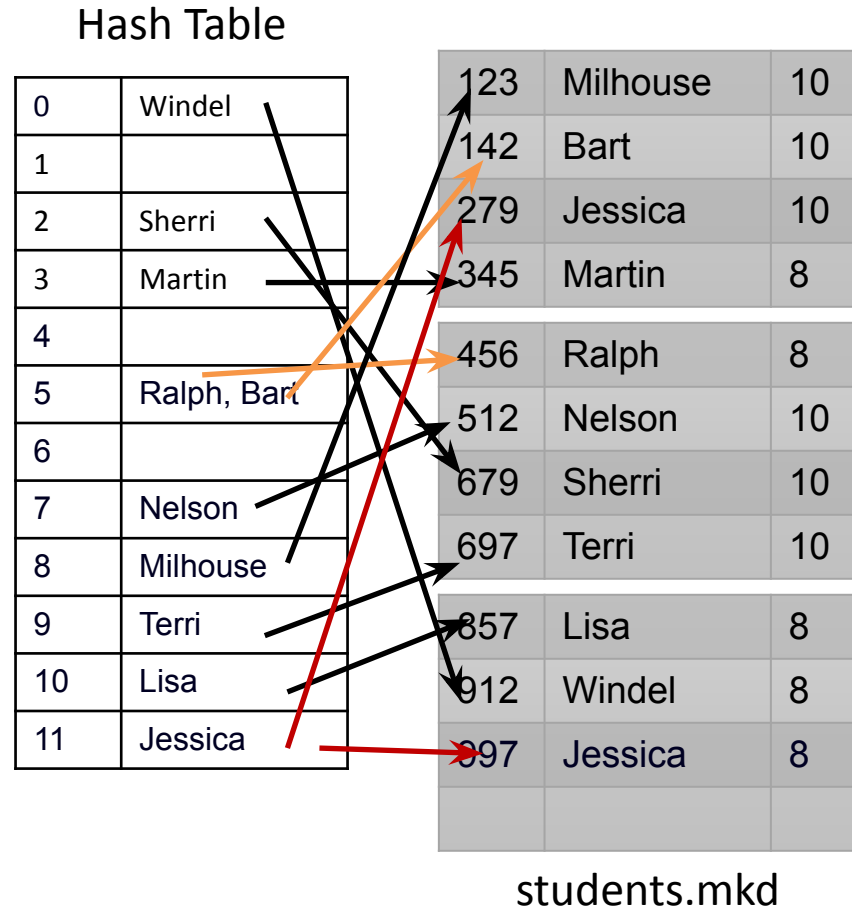 Hash Table
0 Windel
1
2 Sherri
3 Martin
4
5 Ralph, Bart
6
7 Nelson
8 Milhouse
9 Terri
10 Lisa
11 Jessica
123 Milhouse 10
142 Bart 10
279 Jessica 10
345 Martin 8
456 Ralph 8
512 Nelson 10
679 Sherri 10
697 Terri 10
857 Lisa 8
912 Windel 8
997 Jessica 8
students.mkd